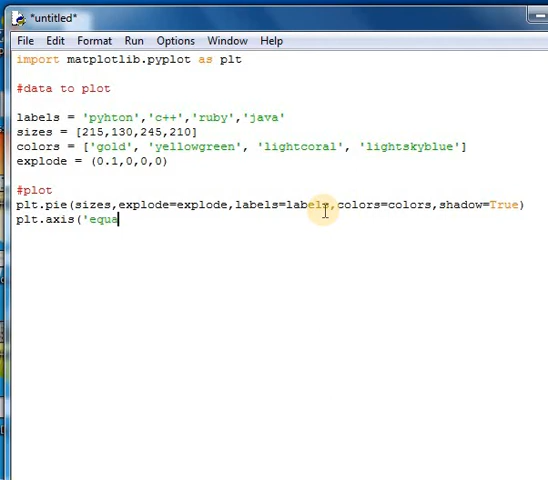 *untitled*
File Edit Format Run Options Window Help
import matplotlib.pyplot as plt
#data to plot
labels = 'pyhton','c++','ruby','java'
sizes = [215,130,245,210]
colors = ['gold', 'yellowgreen', 'lightcoral', 'lightskyblue']
explode = (0.1,0,0,0)
#plot
plt.pie(sizes,explode=explode,labels=labels,colors=colors,shadow=True)
plt.axis('equa